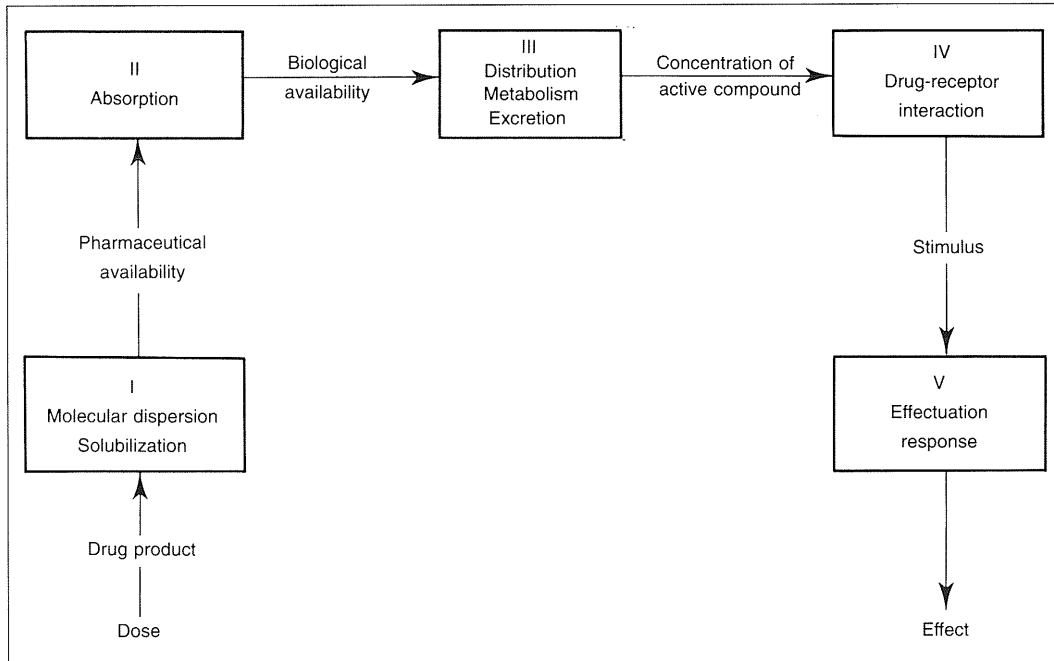 II
Absorption
Biological
availability
III
Distribution
Metabolism
Excretion
Concentration of
active compound
IV
Drug-receptor
interaction
Pharmaceutical
availability
Stimulus
I
Molecular dispersion
Solubilization
V
Effectuation
response
Drug product
Dose
Effect